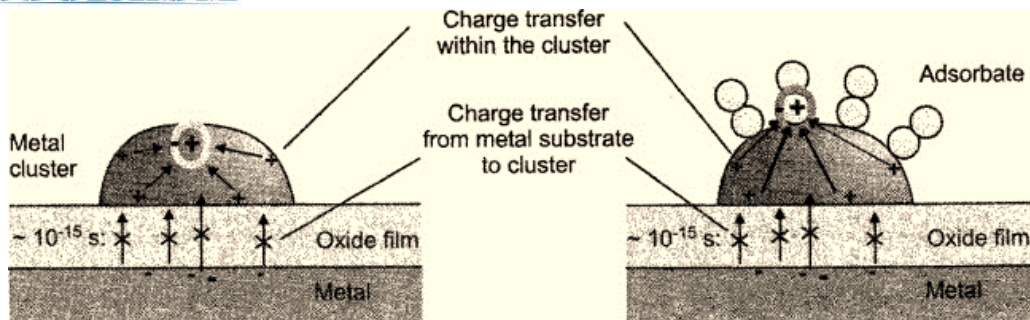 Charge transfer
within the cluster
Adsorbate
Charge transfer
from metal substrate
to cluster
Metal
cluster
~ 10-15 s:
Oxide film
Metal
~ 10-15 s:
Oxide film
Metal